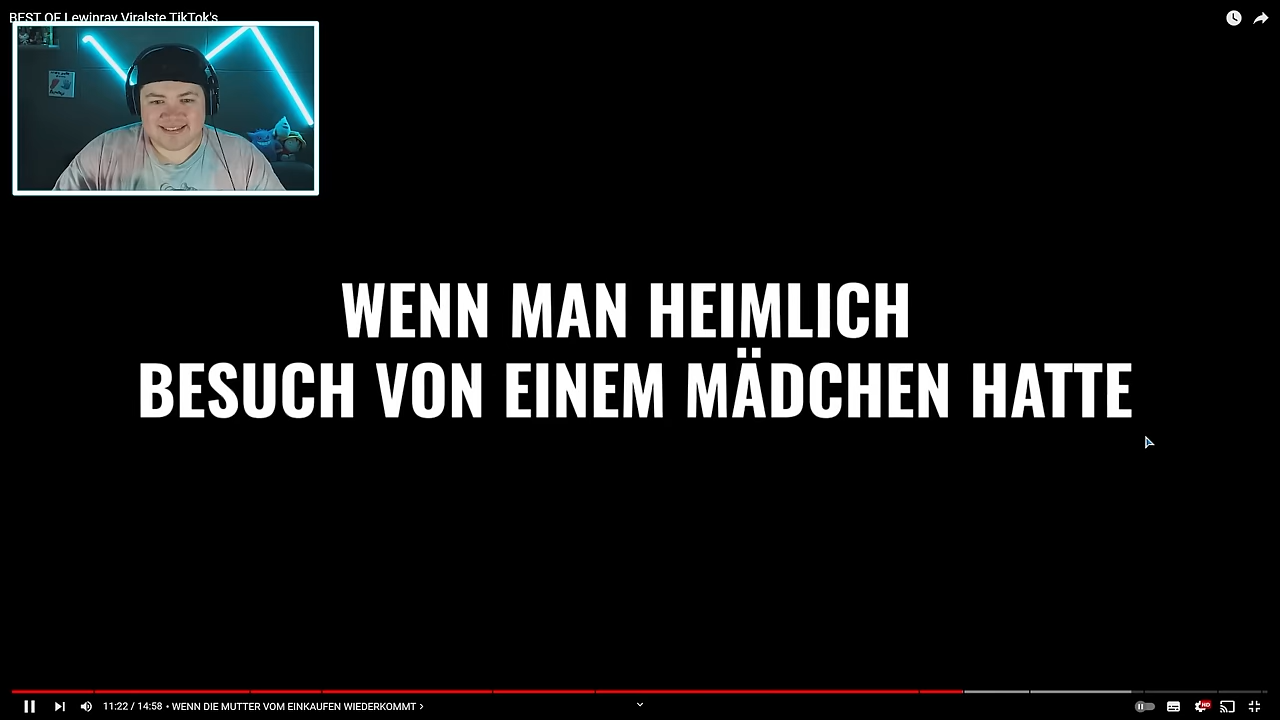 BEST OF Lewinray Viralste TikTok's
WENN MAN HEIMLICH
BESUCH VON EINEM MÄDCHEN HATTE
11:22 / 14:58 • WENN DIE MUTTER VOM EINKAUFEN WIEDERKOMMT ›
HD